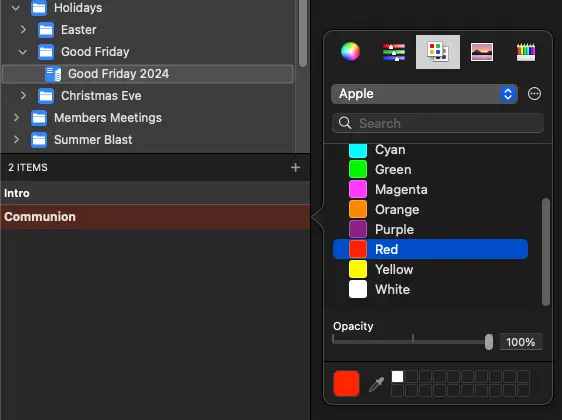 Holidays
Easter
Good Friday
Good Friday 2024
Christmas Eve
Members Meetings
Summer Blast
2 ITEMS
Intro
Communion
Apple
Search
Cyan
Green
Magenta
Orange
Purple
Red
Yellow
White
Opacity
100%